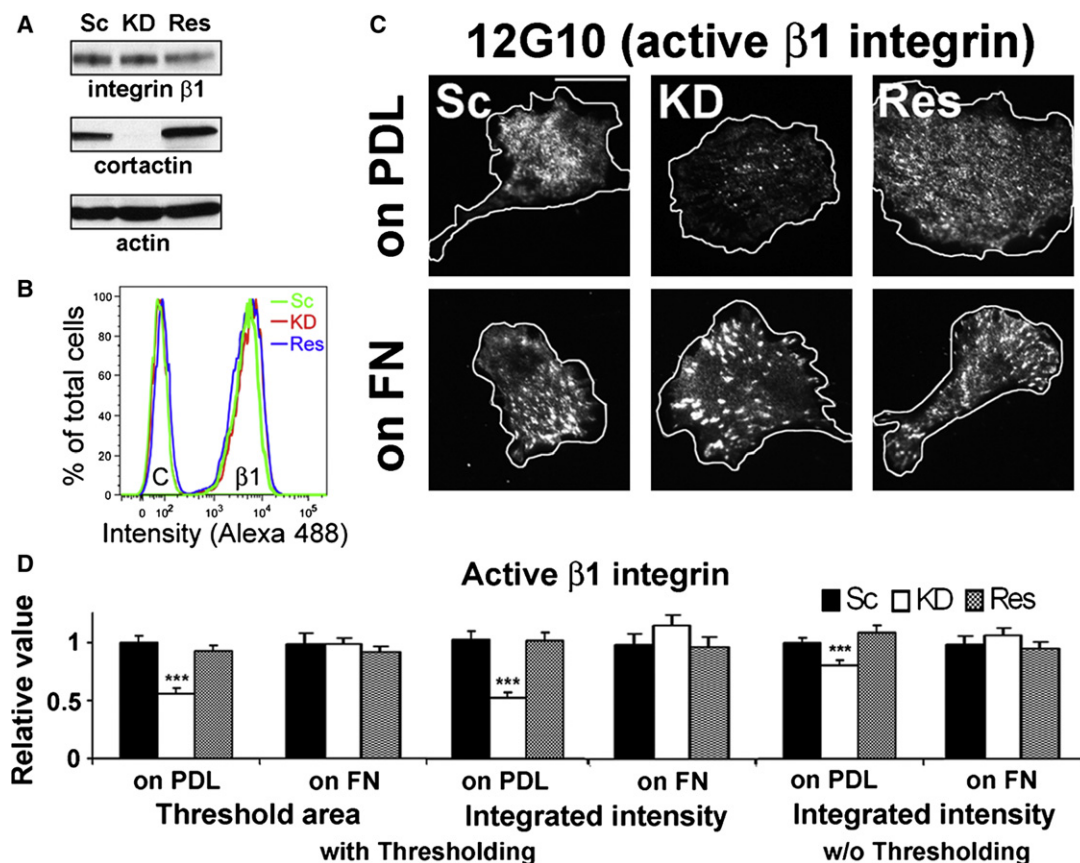 A
Sc KD Res
integrin β1
cortactin
actin
B
% of total cells
100
80
60
40
20
0
Sc
KD
Res
C
β1
0 10² 10³ 10⁴ 10⁵
Intensity (Alexa 488)
C
12G10 (active β1 integrin)
Sc KD Res
on PDL
on FN
D
Active β1 integrin
Sc KD Res
Relative value
1
0.5
0
*** *** ***
on PDL on FN on PDL on FN on PDL on FN
Threshold area Integrated intensity Integrated intensity
with Thresholding w/o Thresholding